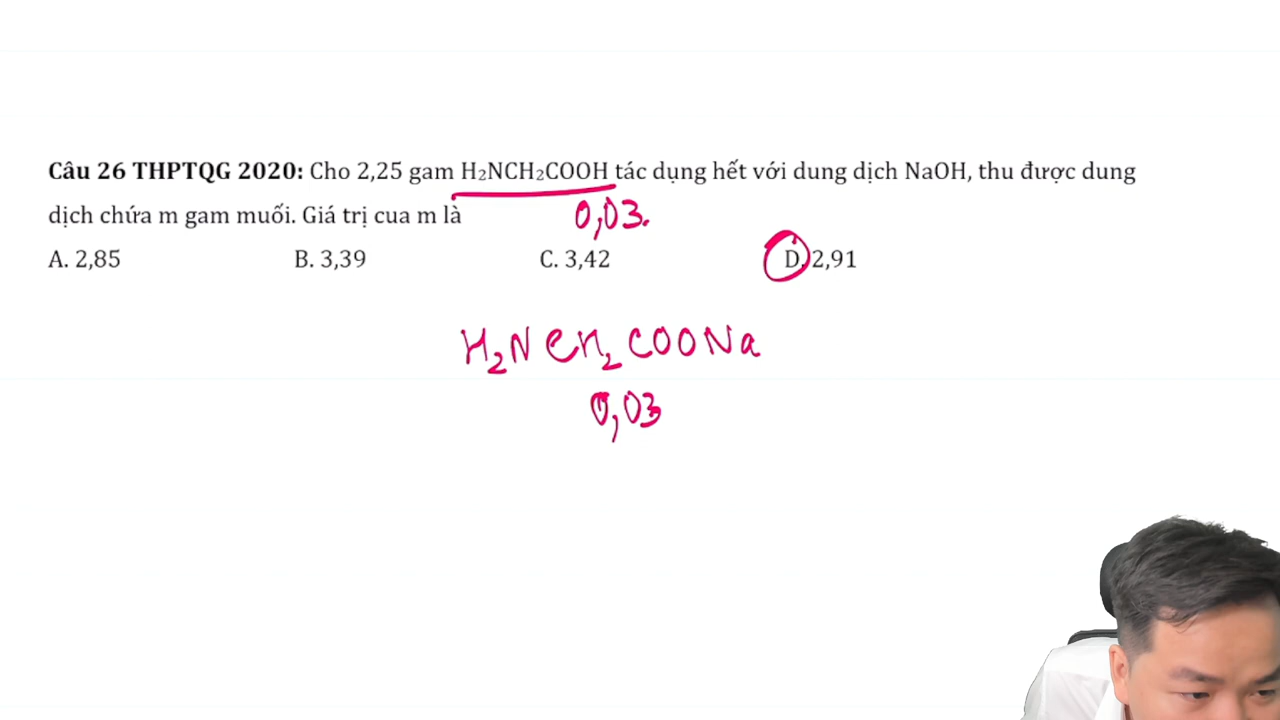 Câu 26 THPTQG 2020: Cho 2,25 gam H₂NCH₂COOH tác dụng hết với dung dịch NaOH, thu được dung
dịch chứa m gam muối. Giá trị cua m là
0,03.
A. 2,85 B. 3,39 C. 3,42 D. 2,91
H₂NCH₂COONa
0,03